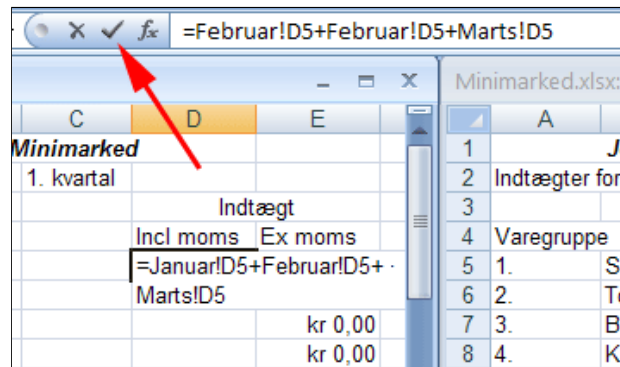 fx =Februar!D5+Februar!D5+Marts!D5
Minimarked.xlsx:
C D E
A
Minimarked
1
1. kvartal
2 Indtægter for
Indtægt
3
Incl moms Ex moms
4 Varegruppe
=Januar!D5+Februar!D5+
5 1. S
Marts!D5
6 2. T
kr 0,00
7 3. B
kr 0,00
8 4. K